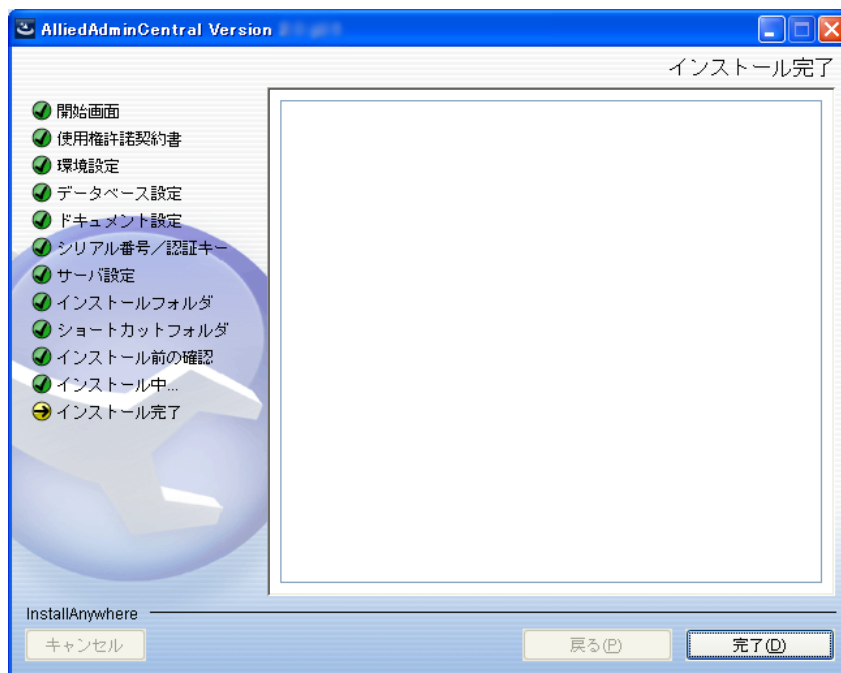 AlliedAdminCentral Version
インストール完了
開始画面
使用権許諾契約書
環境設定
データベース設定
ドキュメント設定
シリアル番号／認証キー
サーバ設定
インストールフォルダ
ショートカットフォルダ
インストール前の確認
インストール中...
インストール完了
InstallAnywhere
キャンセル
戻る(P)
完了(D)